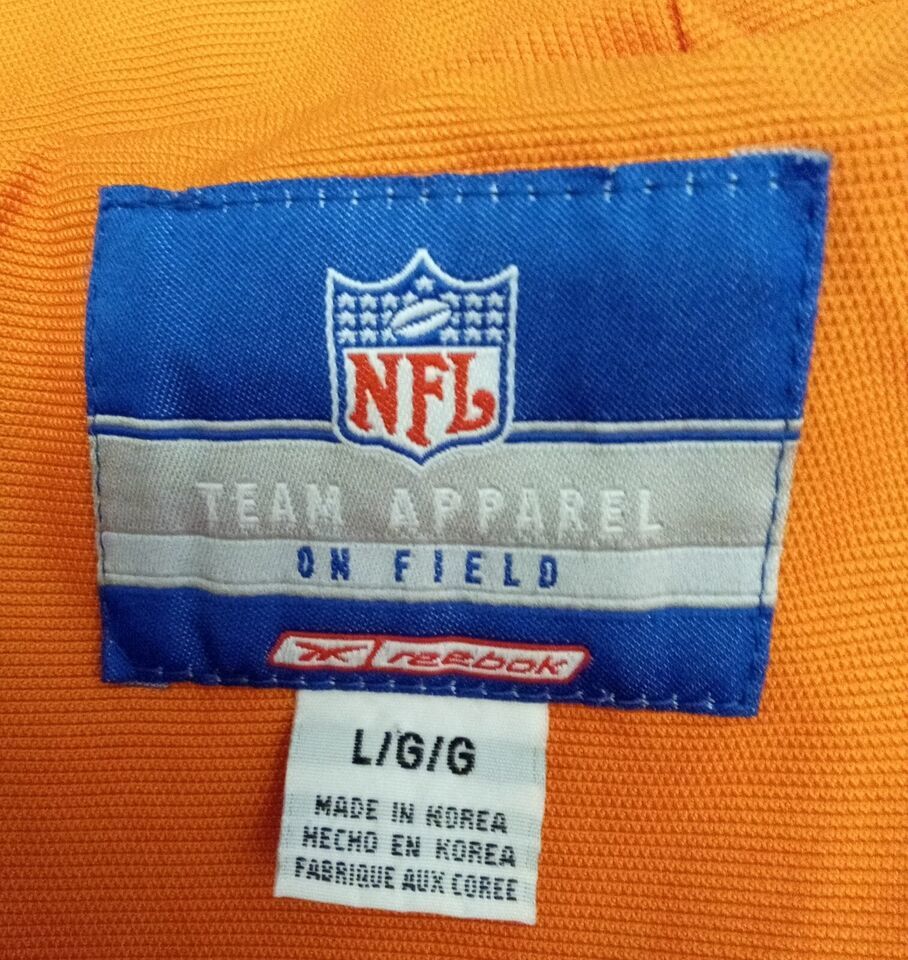 NFL
TEAM APPAREL
ON FIELD
Reebok
L/G/G
MADE IN KOREA
HECHO EN KOREA
FABRIQUE AUX COREE